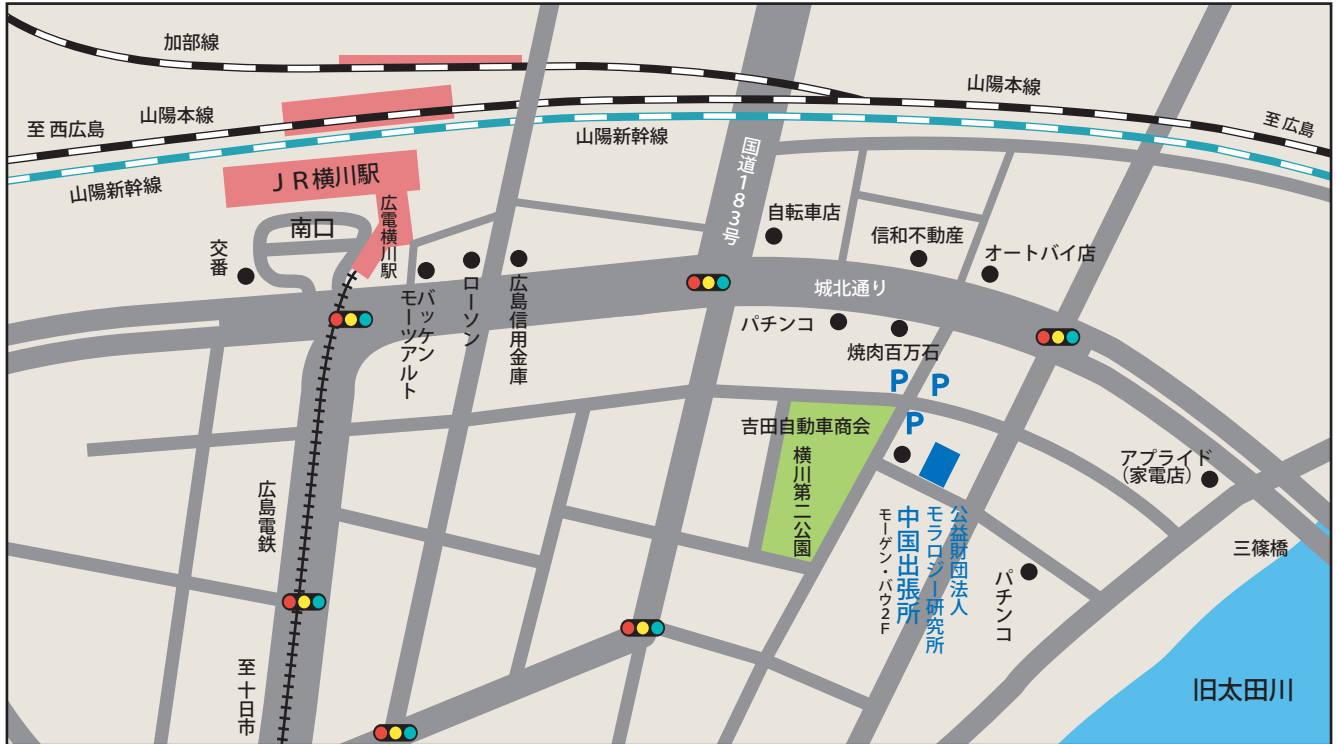 加部線
山陽本線
至 西広島
山陽新幹線
山陽本線
至 広島
山陽新幹線
JR横川駅
広電横川駅
南口
交番
バッケン
モーツアルト
ローソン
広島信用金庫
国道183号
自転車店
信和不動産
オートバイ店
城北通り
パチンコ
焼肉百万石
P
P
P
吉田自動車商会
横川第二公園
アプライド
(家電店)
三篠橋
公益財団法人
モラロジー研究所
中国出張所
モーゲン・バウ2F
パチンコ
広島電鉄
至 十日市
旧太田川